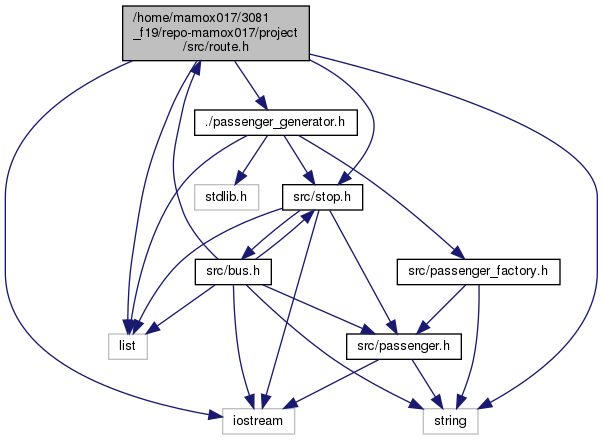 /home/mamox017/3081
_f19/repo-mamox017/project
/src/route.h
./passenger_generator.h
stdlib.h
src/stop.h
src/bus.h
src/passenger_factory.h
list
src/passenger.h
iostream
string